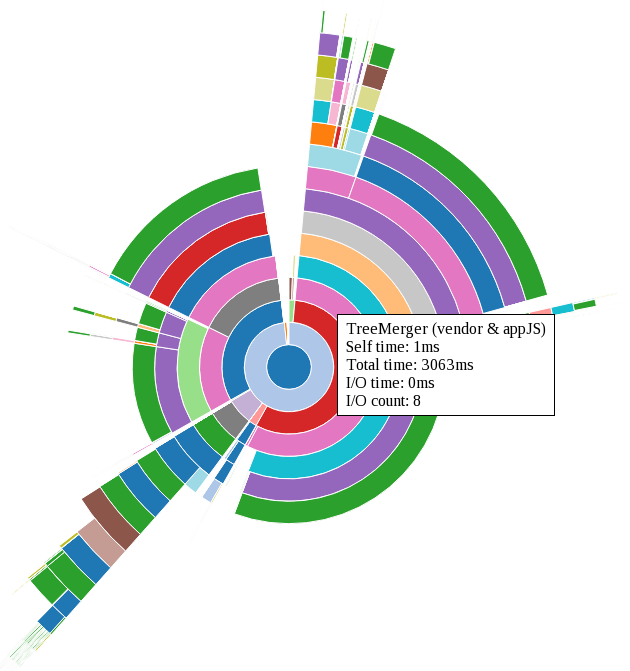 TreeMerger (vendor & appJS)
Self time: 1ms
Total time: 3063ms
I/O time: 0ms
I/O count: 8